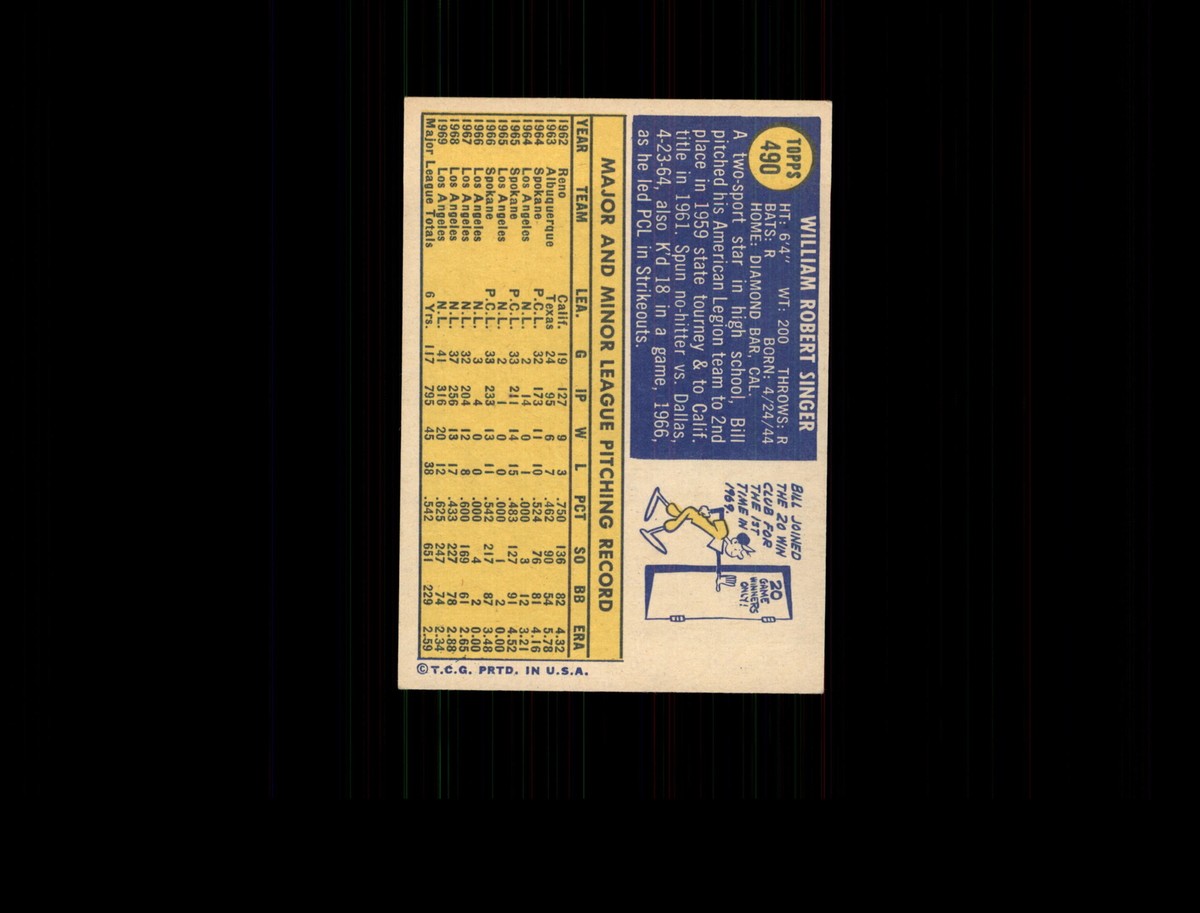 TOPPS
490
WILLIAM ROBERT SINGER
HT: 6'4" WT: 200 THROWS: R
BATS: R BORN: 4/24/44
HOME: DIAMOND BAR, CAL.
A two-sport star in high school, Bill
pitched his American Legion team to 2nd
place in 1959 state tourney & to Calif.
title in 1961. Spun no-hitter vs. Dallas,
4-23-64, also K'd 18 in a game, 1966,
as he led PCL in Strikeouts.
BILL JOINED
THE 20 WIN
CLUB FOR
THE 1ST
TIME IN
1969.
20
GAME
WINNERS
ONLY!
MAJOR AND MINOR LEAGUE PITCHING RECORD
YEAR TEAM LEA. G IP W L PCT SO BB ERA
1962 Reno Calif. 19 127 9 3 .750 136 82 4.32
1963 Albuquerque Texas 24 95 6 7 .462 90 54 5.78
1964 Spokane P.C.L. 32 173 11 10 .524 76 81 4.16
1964 Los Angeles N.L. 2 14 0 1 .000 3 12 3.21
1965 Spokane P.C.L. 33 211 14 15 .483 127 91 4.52
1965 Los Angeles N.L. 2 1 0 0 .000 1 2 0.00
1966 Spokane P.C.L. 33 233 13 11 .542 217 87 3.48
1966 Los Angeles N.L. 3 4 0 0 .000 4 2 0.00
1967 Los Angeles N.L. 32 204 12 8 .600 169 61 2.65
1968 Los Angeles N.L. 37 256 13 17 .433 227 78 2.88
1969 Los Angeles N.L. 41 316 20 12 .625 247 74 2.34
Major League Totals 6 Yrs. 117 795 45 38 .542 651 229 2.59
© T.C.G. PRTD. IN U.S.A.